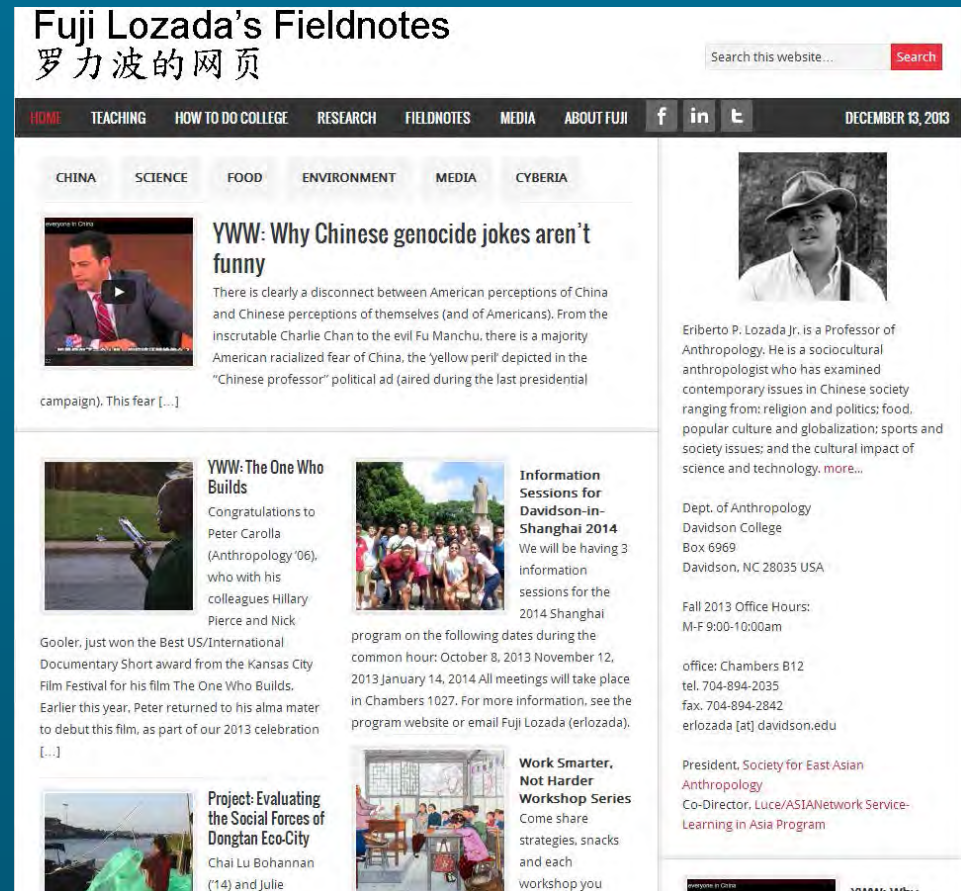 Fuji Lozada's Fieldnotes
罗力波的网页
Search this website...
Search
HOME TEACHING HOW TO DO COLLEGE RESEARCH FIELDNOTES MEDIA ABOUT FUJI f in t DECEMBER 13, 2013
CHINA SCIENCE FOOD ENVIRONMENT MEDIA CYBERIA
everyone in China
YWW: Why Chinese genocide jokes aren't
funny
There is clearly a disconnect between American perceptions of China
and Chinese perceptions of themselves (and of Americans). From the
inscrutable Charlie Chan to the evil Fu Manchu, there is a majority
American racialized fear of China, the 'yellow peril' depicted in the
"Chinese professor" political ad (aired during the last presidential
campaign). This fear [...]
YWW: The One Who
Builds
Congratulations to
Peter Carolla
(Anthropology '06),
who with his
colleagues Hillary
Pierce and Nick
Gooler, just won the Best US/International
Documentary Short award from the Kansas City
Film Festival for his film The One Who Builds.
Earlier this year, Peter returned to his alma mater
to debut this film, as part of our 2013 celebration
[...]
Information
Sessions for
Davidson-in-
Shanghai 2014
We will be having 3
information
sessions for the
2014 Shanghai
program on the following dates during the
common hour: October 8, 2013 November 12,
2013 January 14, 2014 All meetings will take place
in Chambers 1027. For more information, see the
program website or email Fuji Lozada (erlozada).
Project: Evaluating
the Social Forces of
Dongtan Eco-City
Chai Lu Bohannan
('14) and Julie
Work Smarter,
Not Harder
Workshop Series
Come share
strategies, snacks
and each
workshop you
Eriberto P. Lozada Jr. is a Professor of
Anthropology. He is a sociocultural
anthropologist who has examined
contemporary issues in Chinese society
ranging from: religion and politics; food,
popular culture and globalization; sports and
society issues; and the cultural impact of
science and technology. more...
Dept. of Anthropology
Davidson College
Box 6969
Davidson, NC 28035 USA
Fall 2013 Office Hours:
M-F 9:00-10:00am
office: Chambers B12
tel. 704-894-2035
fax. 704-894-2842
erlozada [at] davidson.edu
President, Society for East Asian
Anthropology
Co-Director, Luce/ASIANetwork Service-
Learning in Asia Program
everyone in China
YWW: Why